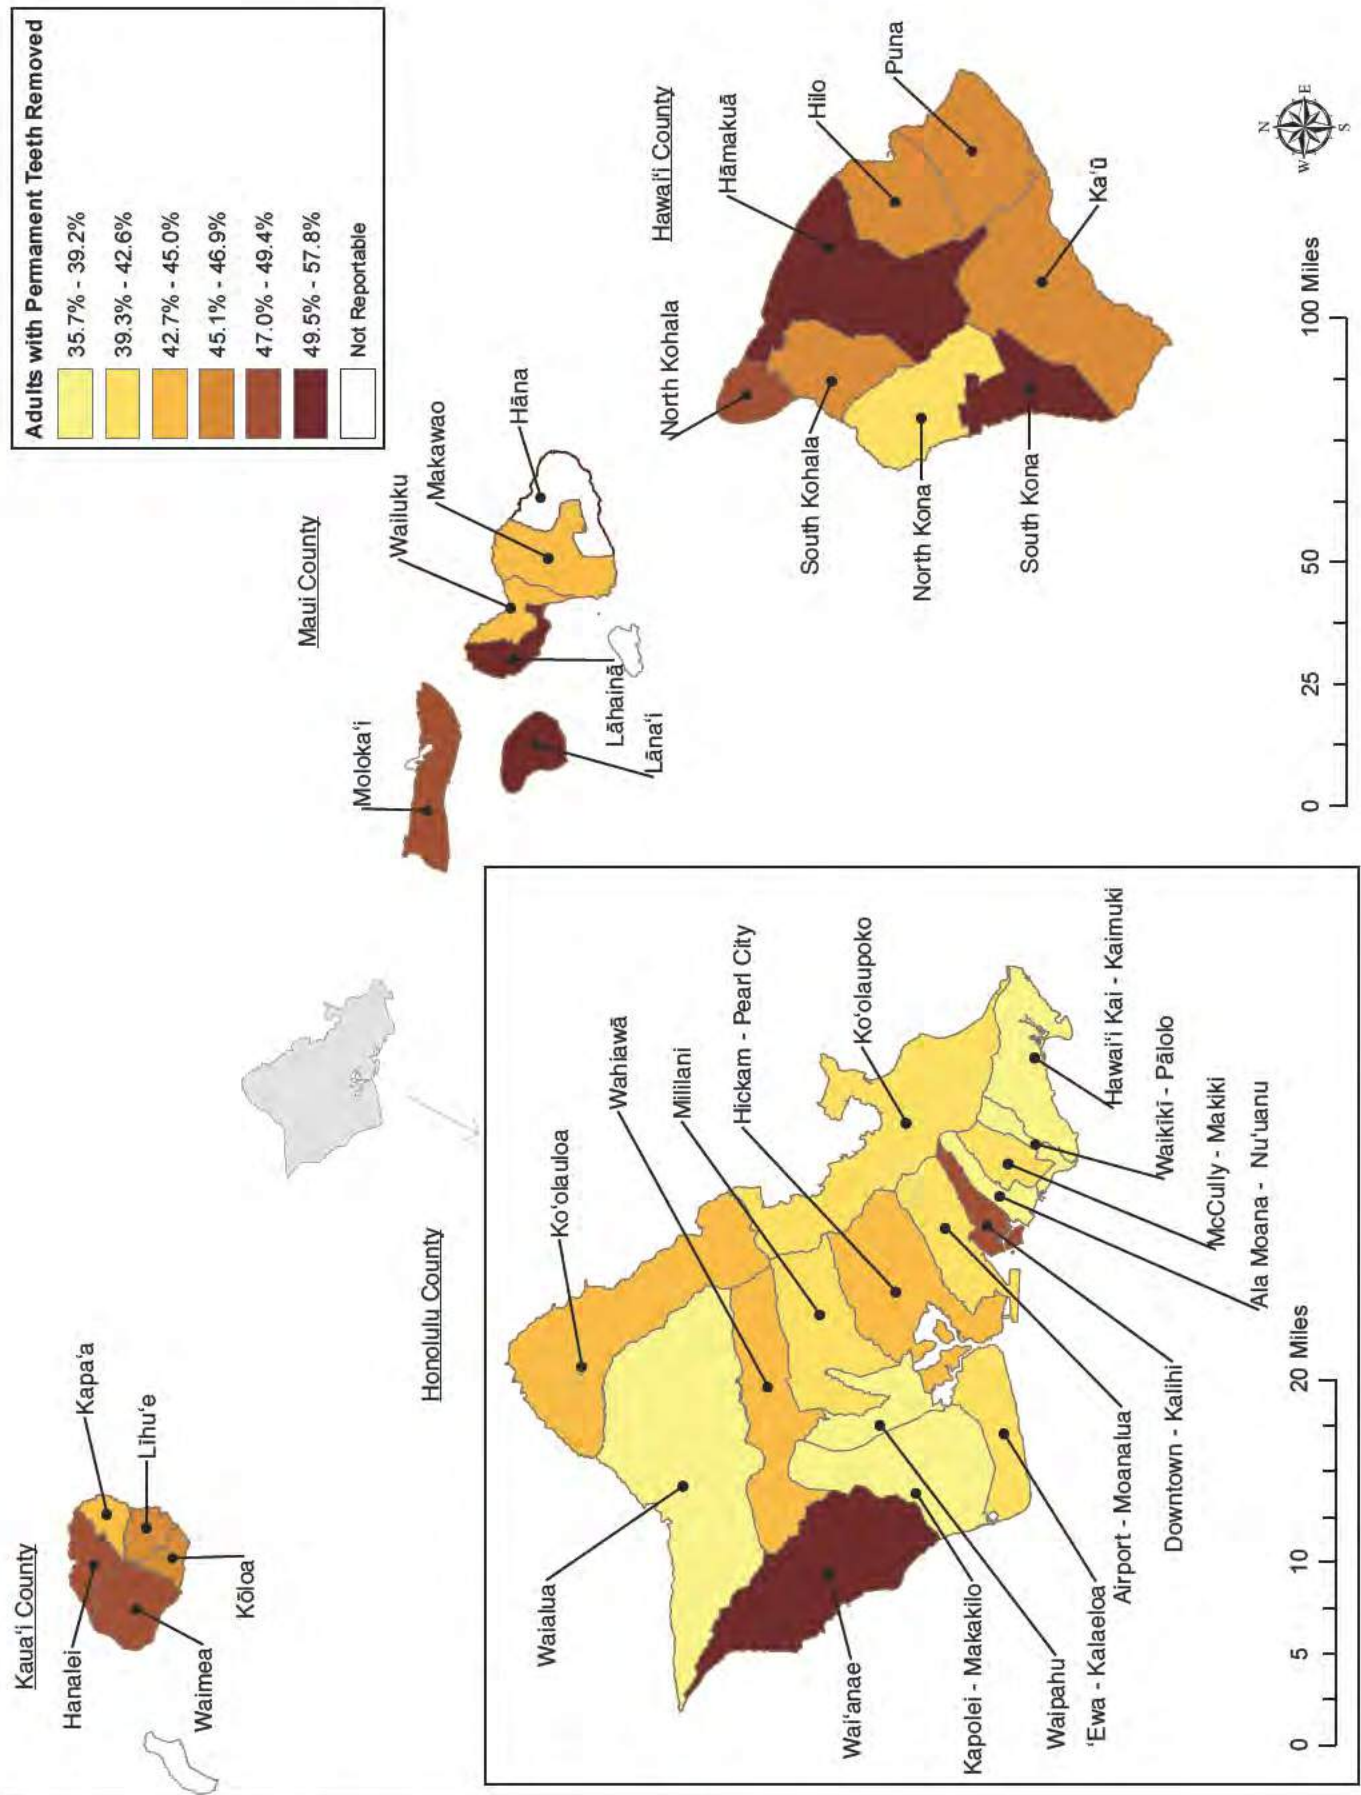 Adults with Permament Teeth Removed
35.7% - 39.2%
39.3% - 42.6%
42.7% - 45.0%
45.1% - 46.9%
47.0% - 49.4%
49.5% - 57.8%
Not Reportable
Kauaʻi County
Hanalei
Kapaʻa
Līhuʻe
Waimea
Kōloa
Honolulu County
Koʻolauloa
Wahiawā
Mililani
Hickam - Pearl City
Koʻolaupoko
Waialua
Waiʻanae
Kapolei - Makakilo
Waipahu
ʻEwa - Kalaeloa
Airport - Moanalua
Downtown - Kalihi
Ala Moana - Nuʻuanu
McCully - Makiki
Waikīkī - Pālolo
Hawaiʻi Kai - Kaimuki
0 5 10 20 Miles
Maui County
Molokaʻi
Wailuku
Makawao
Hāna
Lāhainā
Lānaʻi
Hawaiʻi County
North Kohala
Hāmakuā
Hilo
Puna
South Kohala
North Kona
South Kona
Kaʻū
0 25 50 100 Miles
N
W E
S